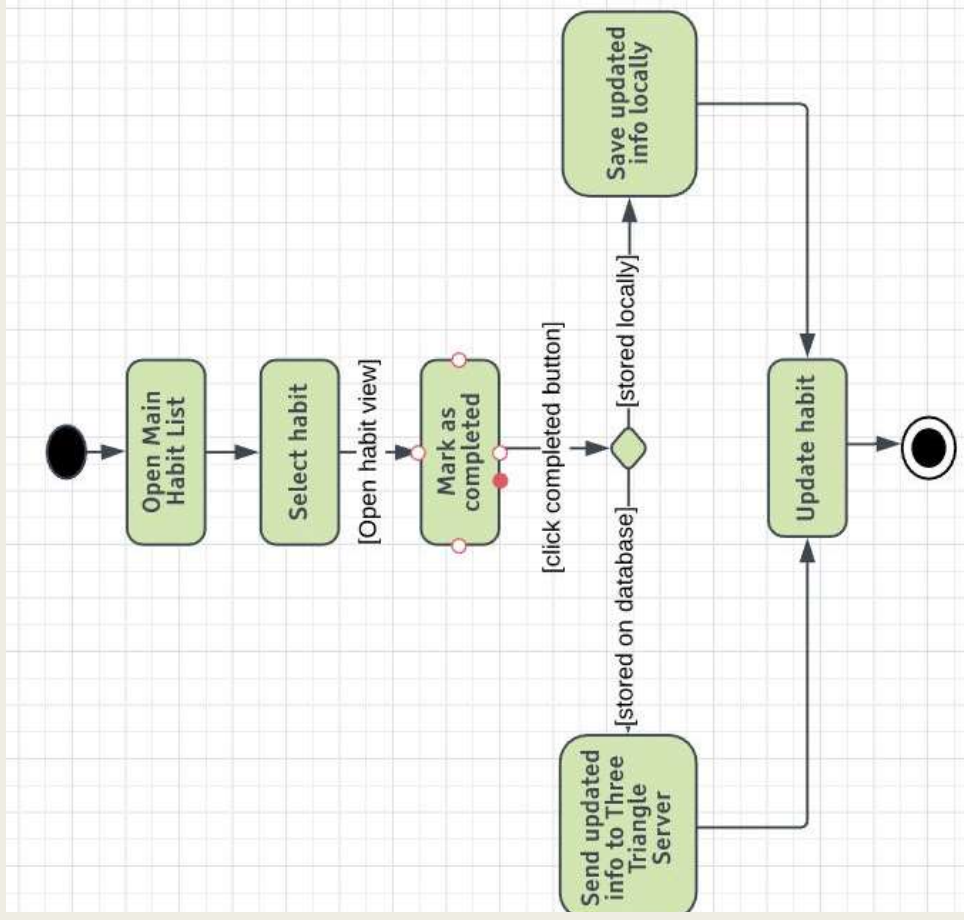 Open Main
Habit List
Select habit
[Open habit view]
Mark as
completed
[click completed button]
[stored on database]
[stored locally]
Send updated
info to Three
Triangle
Server
Save updated
info locally
Update habit